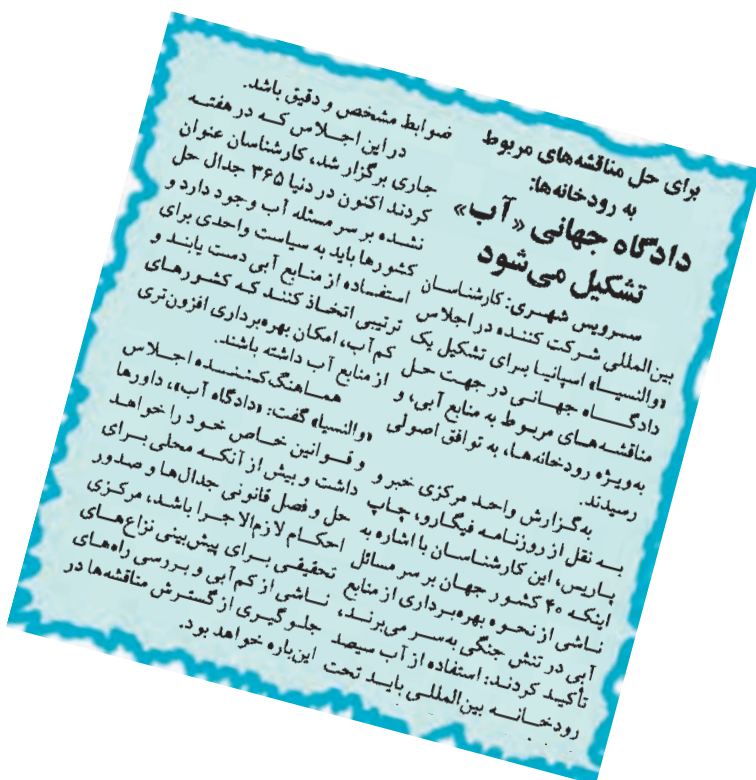 برای حل مناقشه‌های مربوط
به رودخانه‌ها:
دادگاه جهانی «آب»
تشکیل می‌شود
سرویس شهری: کارشناسان
بین‌المللی شرکت کننده در اجلاس
«والنسیا» اسپانیا برای تشکیل یک
دادگاه جهانی در جهت حل
مناقشه‌های مربوط به منابع آبی، و
به‌ویژه رودخانه‌ها، به توافق اصولی
رسیدند.
به‌گزارش واحد مرکزی خبر و
به نقل از روزنامه فیگارو، چاپ
پاریس، این کارشناسان با اشاره به
اینکه ۴۰ کشور جهان بر سر مسائل
ناشی از نحوه بهره‌برداری از منابع
آبی در تنش جنگی به‌سر می‌برند،
تأکید کردند: استفاده از آب سیصد
رودخانه بین‌المللی باید تحت
ضوابط مشخص و دقیق باشد.
در این اجلاس که در هفته
جاری برگزار شد، کارشناسان عنوان
کردند اکنون در دنیا ۳۶۵ جدال حل
نشده بر سر مسئله آب وجود دارد و
کشورها باید به سیاست واحدی برای
استفاده از منابع آبی دست یابند و
ترتیبی اتخاذ کنند که کشورهای
کم آب، امکان بهره‌برداری افزون‌تری
از منابع آب داشته باشند.
هماهنگ‌کننده اجلاس
«والنسیا» گفت: «دادگاه آب»، داورها
و قوانین خاص خود را خواهد
داشت و بیش از آنکه محلی برای
حل و فصل قانونی جدال‌ها و صدور
احکام لازم‌الاجرا باشد، مرکزی
تحقیقی برای پیش‌بینی نزاع‌های
ناشی از کم آبی و بررسی راه‌های
جلوگیری از گسترش مناقشه‌ها در
این‌باره خواهد بود.